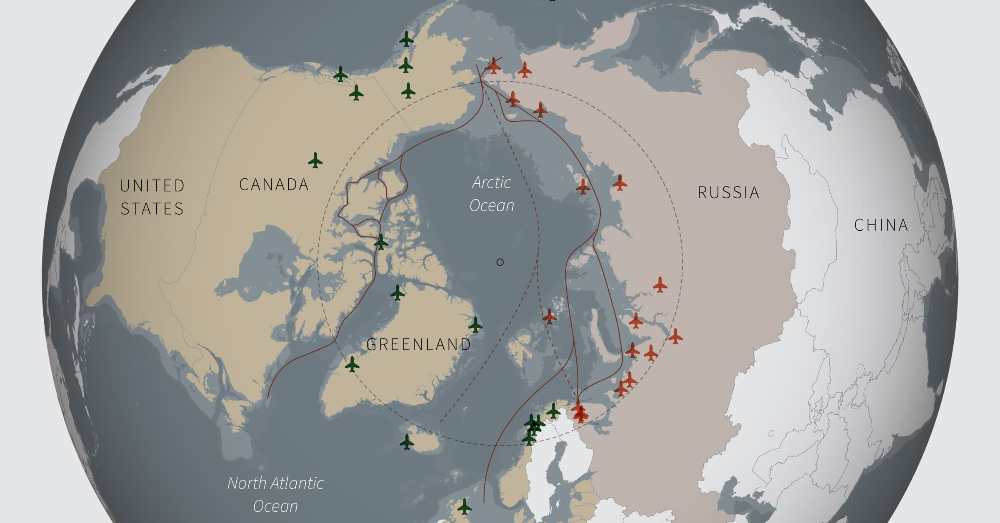 UNITED
STATES
CANADA
Arctic
Ocean
RUSSIA
CHINA
GREENLAND
North Atlantic
Ocean